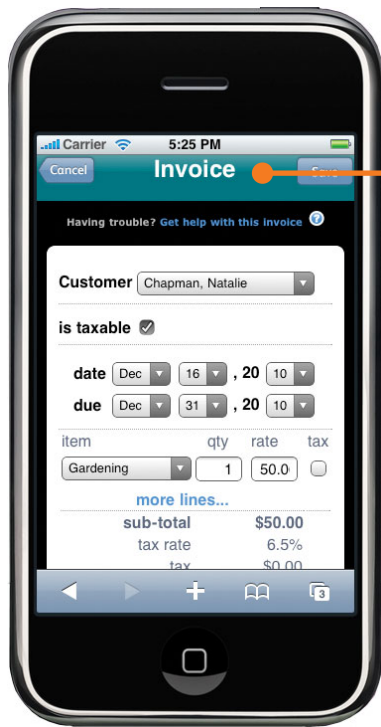 Carrier 5:25 PM
Cancel Invoice Save
Having trouble? Get help with this invoice ?
Customer Chapman, Natalie
is taxable
date Dec 16 , 20 10
due Dec 31 , 20 10
item qty rate tax
Gardening 1 50.0
more lines...
sub-total $50.00
tax rate 6.5%
tax $0.00
3